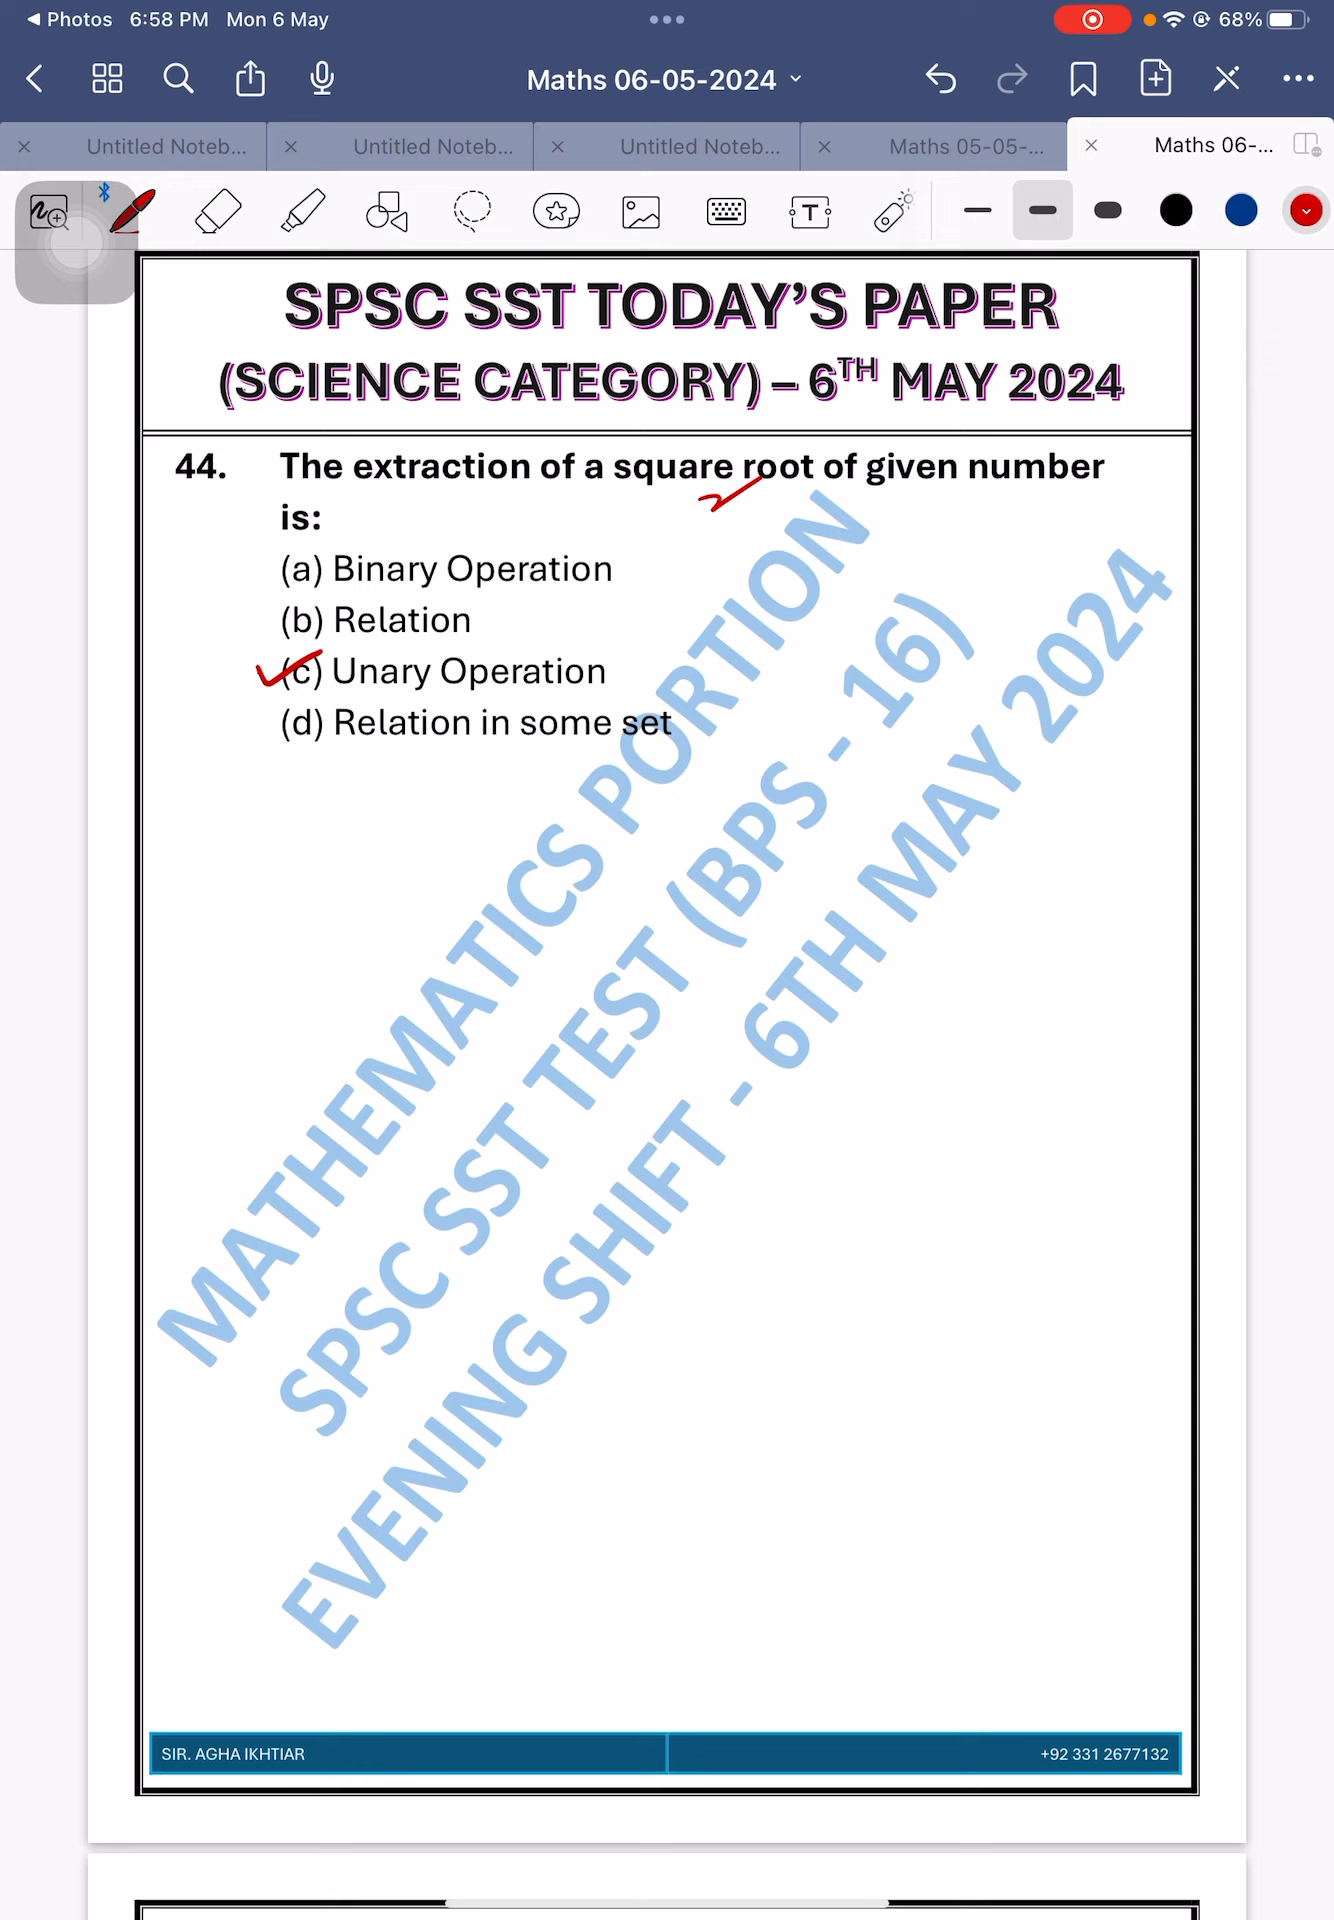 ◀ Photos 6:58 PM Mon 6 May 68%
Maths 06-05-2024
Untitled Noteb... Untitled Noteb... Untitled Noteb... Maths 05-05-... Maths 06-...
SPSC SST TODAY'S PAPER
(SCIENCE CATEGORY) – 6TH MAY 2024
44. The extraction of a square root of given number
is:
(a) Binary Operation
(b) Relation
(c) Unary Operation
(d) Relation in some set
MATHEMATICS PORTION
SPSC SST TEST (BPS - 16)
EVENING SHIFT - 6TH MAY 2024
SIR. AGHA IKHTIAR +92 331 2677132